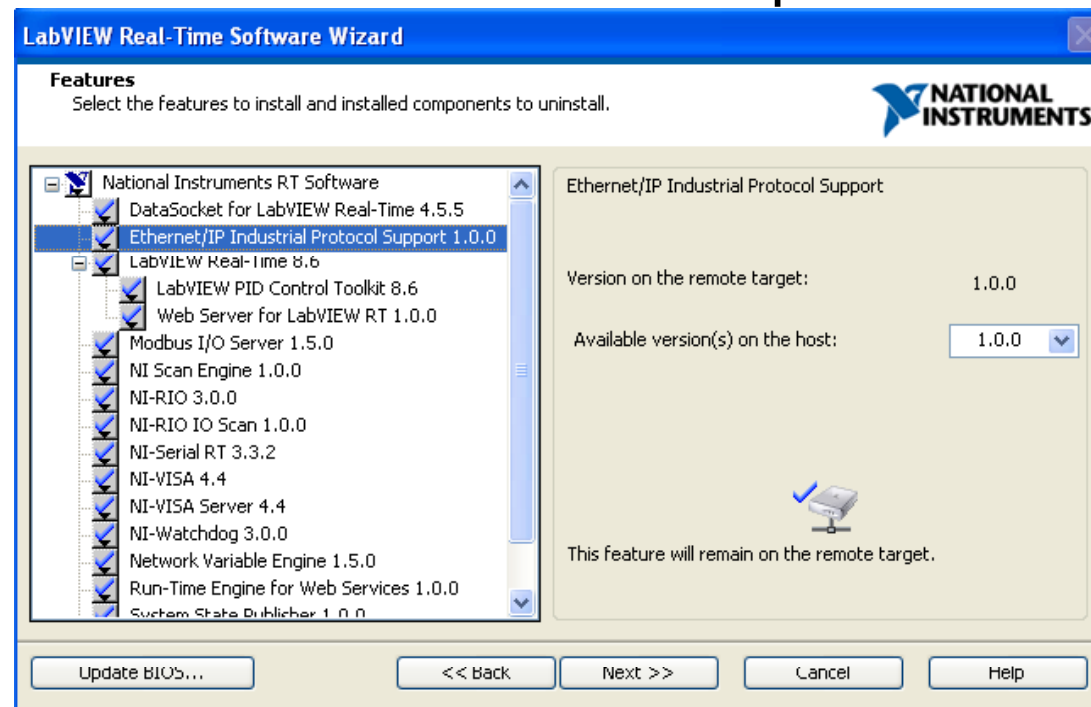 LabVIEW Real-Time Software Wizard
Features
Select the features to install and installed components to uninstall.
NATIONAL
INSTRUMENTS
National Instruments RT Software
DataSocket for LabVIEW Real-Time 4.5.5
Ethernet/IP Industrial Protocol Support 1.0.0
LabVIEW Real-Time 8.6
LabVIEW PID Control Toolkit 8.6
Web Server for LabVIEW RT 1.0.0
Modbus I/O Server 1.5.0
NI Scan Engine 1.0.0
NI-RIO 3.0.0
NI-RIO IO Scan 1.0.0
NI-Serial RT 3.3.2
NI-VISA 4.4
NI-VISA Server 4.4
NI-Watchdog 3.0.0
Network Variable Engine 1.5.0
Run-Time Engine for Web Services 1.0.0
System State Publisher 1.0.0
Ethernet/IP Industrial Protocol Support
Version on the remote target: 1.0.0
Available version(s) on the host: 1.0.0
This feature will remain on the remote target.
Update BIOS... << Back Next >> Cancel Help